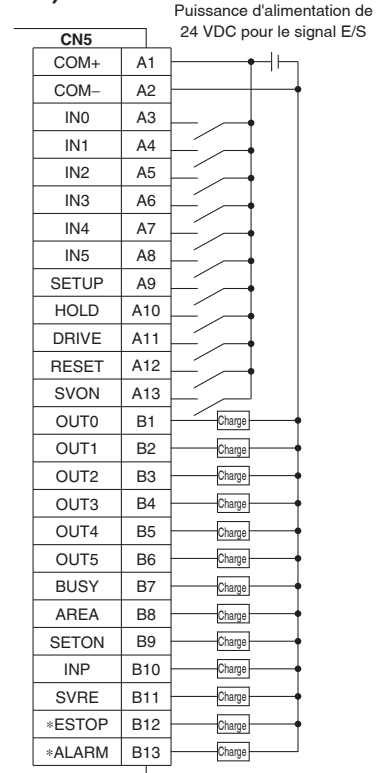 Puissance d'alimentation de
24 VDC pour le signal E/S
CN5
COM+ A1
COM– A2
IN0 A3
IN1 A4
IN2 A5
IN3 A6
IN4 A7
IN5 A8
SETUP A9
HOLD A10
DRIVE A11
RESET A12
SVON A13
OUT0 B1 Charge
OUT1 B2 Charge
OUT2 B3 Charge
OUT3 B4 Charge
OUT4 B5 Charge
OUT5 B6 Charge
BUSY B7 Charge
AREA B8 Charge
SETON B9 Charge
INP B10 Charge
SVRE B11 Charge
∗ESTOP B12 Charge
∗ALARM B13 Charge